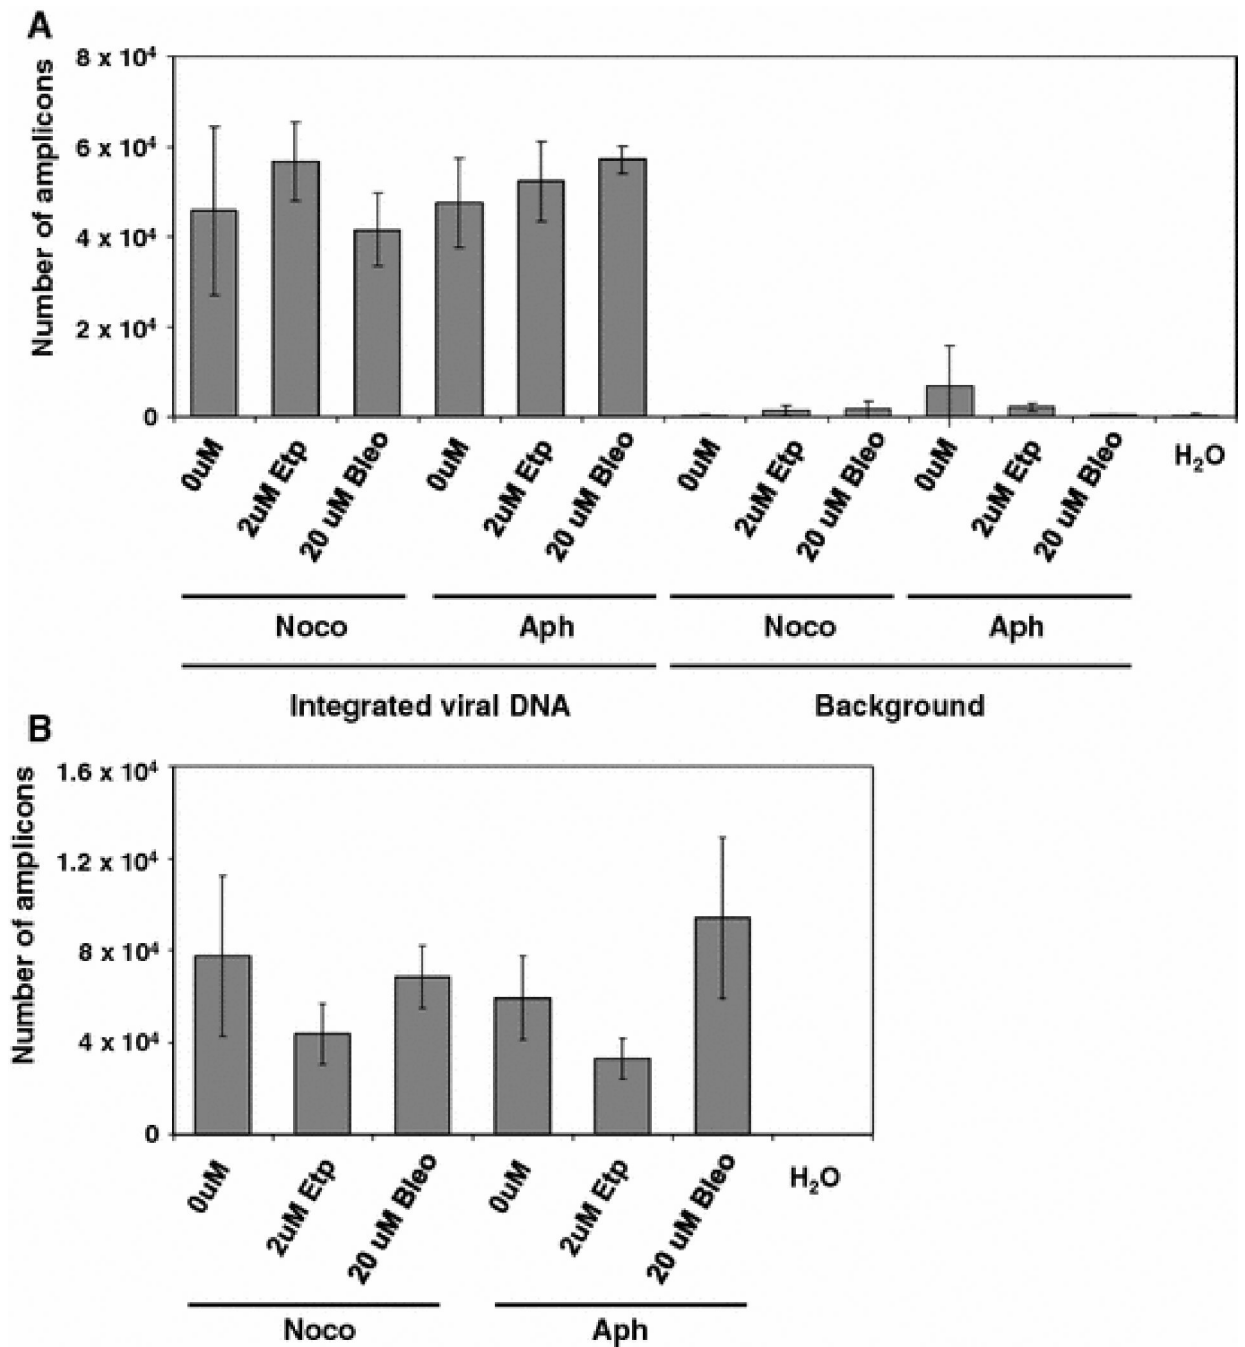 A
Number of amplicons
8 x 10⁴
6 x 10⁴
4 x 10⁴
2 x 10⁴
0
0uM
2uM Etp
20 uM Bleo
0uM
2uM Etp
20 uM Bleo
0uM
2uM Etp
20 uM Bleo
0uM
2uM Etp
20 uM Bleo
H₂O
Noco
Aph
Noco
Aph
Integrated viral DNA
Background
B
Number of amplicons
1.6 x 10⁴
1.2 x 10⁴
8 x 10⁴
4 x 10⁴
0
0uM
2uM Etp
20 uM Bleo
0uM
2uM Etp
20 uM Bleo
H₂O
Noco
Aph